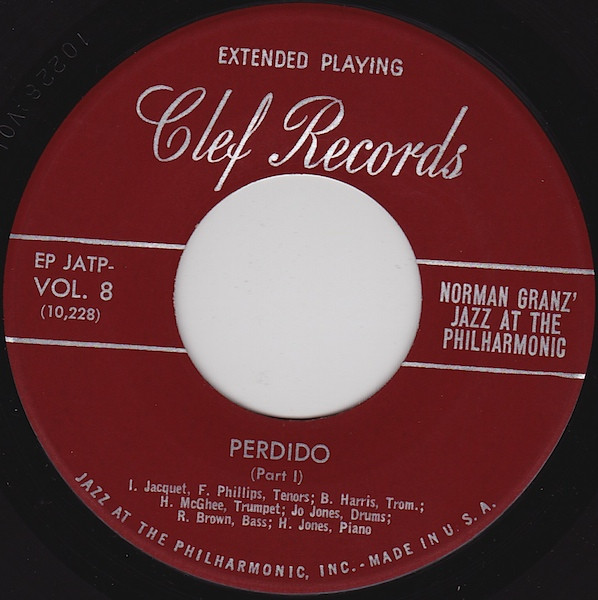 EXTENDED PLAYING
Clef Records
EP JATP-
VOL. 8
(10,228)
NORMAN GRANZ'
JAZZ AT THE
PHILHARMONIC
PERDIDO
(Part I)
I. Jacquet, F. Phillips, Tenors; B. Harris, Trom.;
H. McGhee, Trumpet; Jo Jones, Drums;
R. Brown, Bass; H. Jones, Piano
JAZZ AT THE PHILHARMONIC, INC.-MADE IN U.S.A.